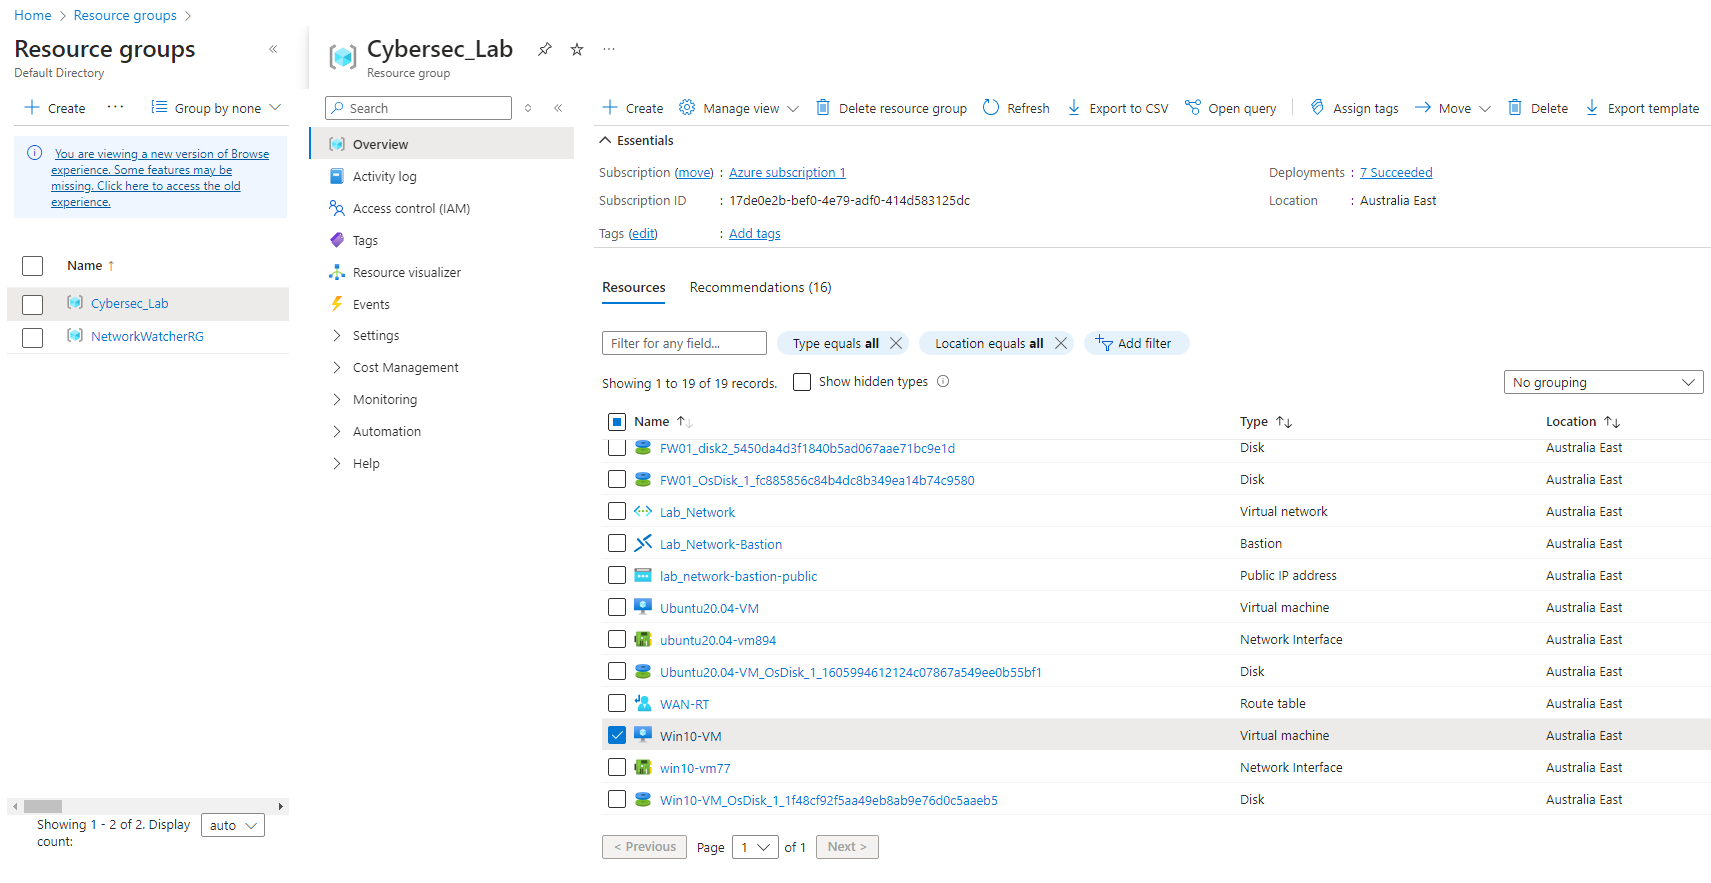 Home > Resource groups >
Resource groups
Default Directory
Create
Group by none
You are viewing a new version of Browse
experience. Some features may be
missing. Click here to access the old
experience.
Name ↑
Cybersec_Lab
NetworkWatcherRG
Showing 1 - 2 of 2. Display
count:
auto
Cybersec_Lab
Resource group
Search
Overview
Activity log
Access control (IAM)
Tags
Resource visualizer
Events
Settings
Cost Management
Monitoring
Automation
Help
Create Manage view Delete resource group Refresh Export to CSV Open query Assign tags Move Delete Export template
Essentials
Subscription (move) : Azure subscription 1
Deployments : 7 Succeeded
Subscription ID : 17de0e2b-bef0-4e79-adf0-414d583125dc
Location : Australia East
Tags (edit) : Add tags
Resources Recommendations (16)
Filter for any field... Type equals all Location equals all Add filter
Showing 1 to 19 of 19 records. Show hidden types No grouping
Name Type Location
FW01_disk2_5450da4d3f1840b5ad067aae71bc9e1d Disk Australia East
FW01_OsDisk_1_fc885856c84b4dc8b349ea14b74c9580 Disk Australia East
Lab_Network Virtual network Australia East
Lab_Network-Bastion Bastion Australia East
lab_network-bastion-public Public IP address Australia East
Ubuntu20.04-VM Virtual machine Australia East
ubuntu20.04-vm894 Network Interface Australia East
Ubuntu20.04-VM_OsDisk_1_1605994612124c07867a549ee0b55bf1 Disk Australia East
WAN-RT Route table Australia East
Win10-VM Virtual machine Australia East
win10-vm77 Network Interface Australia East
Win10-VM_OsDisk_1_1f48cf92f5aa49eb8ab9e76d0c5aaeb5 Disk Australia East
< Previous Page 1 of 1 Next >